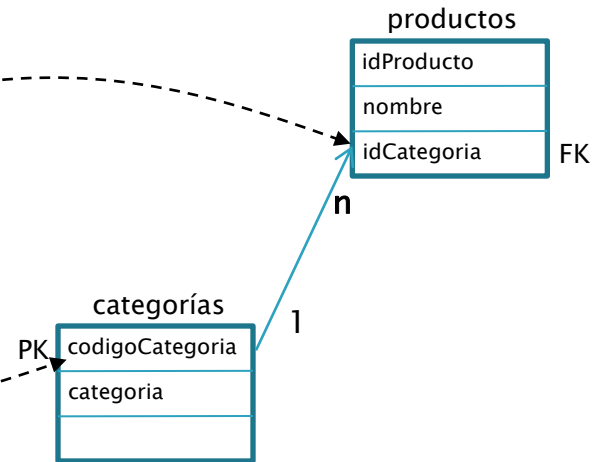 productos
idProducto
nombre
idCategoria FK
n
categorías
1
PK codigoCategoria
categoria